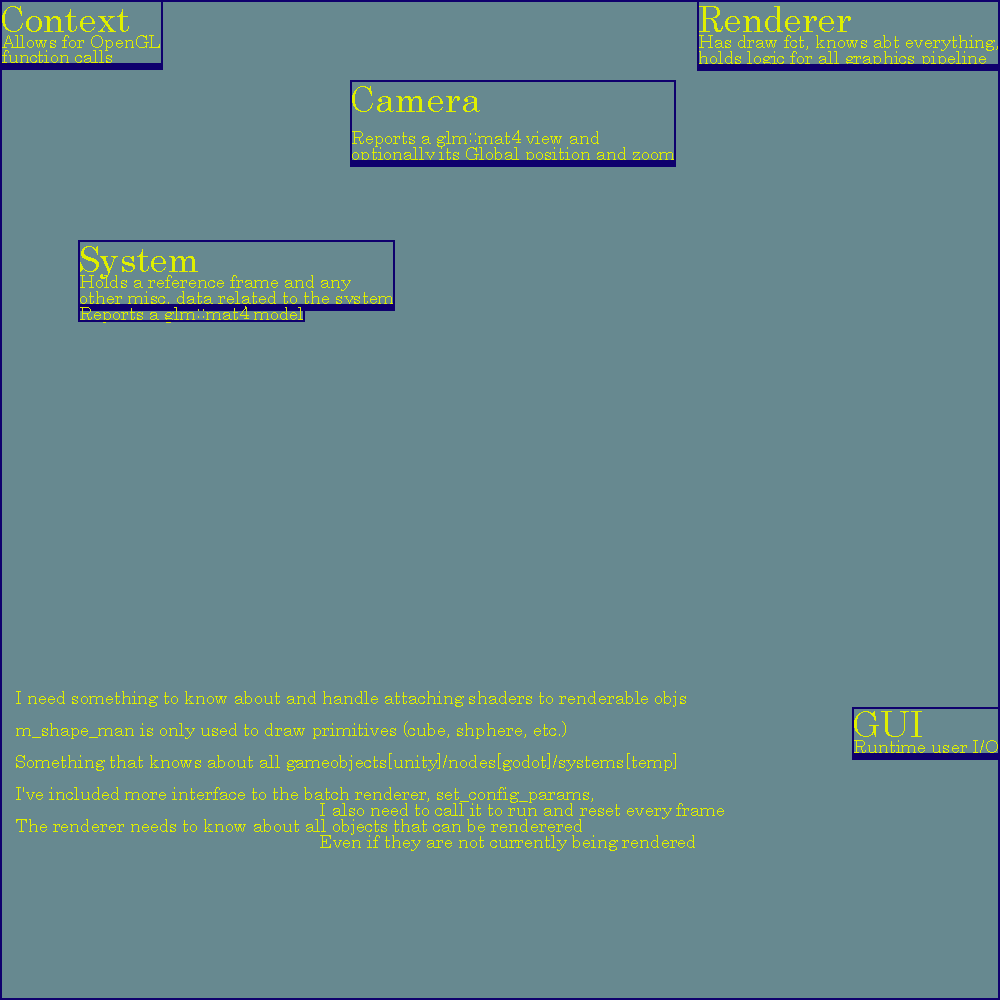 Context
Allows for OpenGL
function calls
Renderer
Has draw fct, knows abt everything,
holds logic for all graphics pipeline
Camera
Reports a glm::mat4 view and
optionally its Global position and zoom
System
Holds a reference frame and any
other misc. data related to the system
Reports a glm::mat4 model
I need something to know about and handle attaching shaders to renderable objs
m_shape_man is only used to draw primitives (cube, shphere, etc.)
Something that knows about all gameobjects[unity]/nodes[godot]/systems[temp]
I've included more interface to the batch renderer, set_config_params,
I also need to call it to run and reset every frame
The renderer needs to know about all objects that can be renderered
Even if they are not currently being rendered
GUI
Runtime user I/O